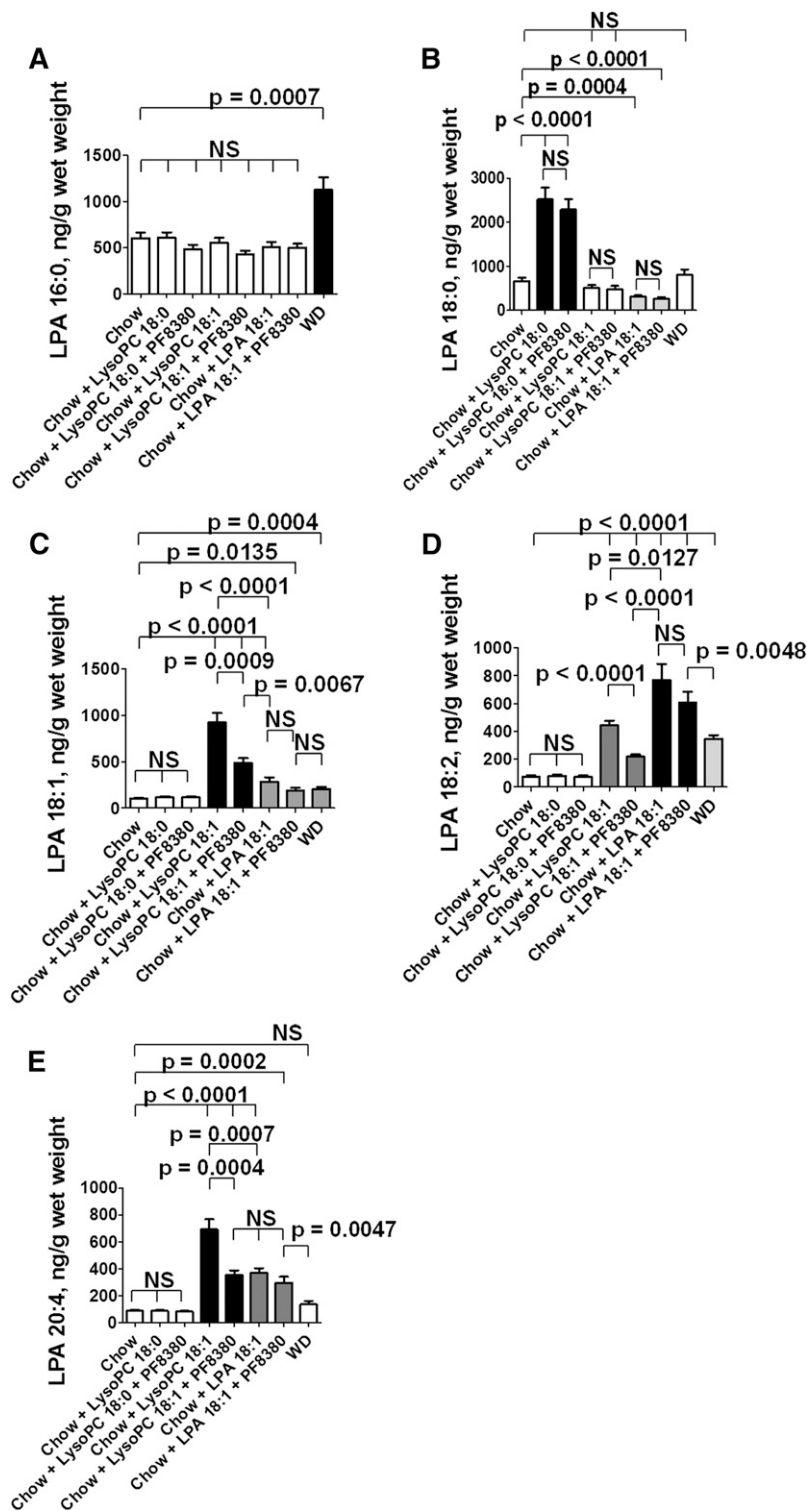 A
LPA 16:0, ng/g wet weight
p = 0.0007
NS
1500
1000
500
0
Chow
Chow + LysoPC 18:0
Chow + LysoPC 18:0 + PF8380
Chow + LysoPC 18:1
Chow + LysoPC 18:1 + PF8380
Chow + LPA 18:1
Chow + LPA 18:1 + PF8380
WD
B
LPA 18:0, ng/g wet weight
NS
p < 0.0001
p = 0.0004
p < 0.0001
NS
NS
NS
3000
2000
1000
0
Chow
Chow + LysoPC 18:0
Chow + LysoPC 18:0 + PF8380
Chow + LysoPC 18:1
Chow + LysoPC 18:1 + PF8380
Chow + LPA 18:1
Chow + LPA 18:1 + PF8380
WD
C
LPA 18:1, ng/g wet weight
p = 0.0004
p = 0.0135
p < 0.0001
p < 0.0001
p = 0.0009
p = 0.0067
NS
NS
NS
1500
1000
500
0
Chow
Chow + LysoPC 18:0
Chow + LysoPC 18:0 + PF8380
Chow + LysoPC 18:1
Chow + LysoPC 18:1 + PF8380
Chow + LPA 18:1
Chow + LPA 18:1 + PF8380
WD
D
LPA 18:2, ng/g wet weight
p < 0.0001
p = 0.0127
p < 0.0001
NS
p = 0.0048
p < 0.0001
NS
1000
800
600
400
200
0
Chow
Chow + LysoPC 18:0
Chow + LysoPC 18:0 + PF8380
Chow + LysoPC 18:1
Chow + LysoPC 18:1 + PF8380
Chow + LPA 18:1
Chow + LPA 18:1 + PF8380
WD
E
LPA 20:4, ng/g wet weight
NS
p = 0.0002
p < 0.0001
p = 0.0007
p = 0.0004
NS
p = 0.0047
NS
1000
800
600
400
200
0
Chow
Chow + LysoPC 18:0
Chow + LysoPC 18:0 + PF8380
Chow + LysoPC 18:1
Chow + LysoPC 18:1 + PF8380
Chow + LPA 18:1
Chow + LPA 18:1 + PF8380
WD